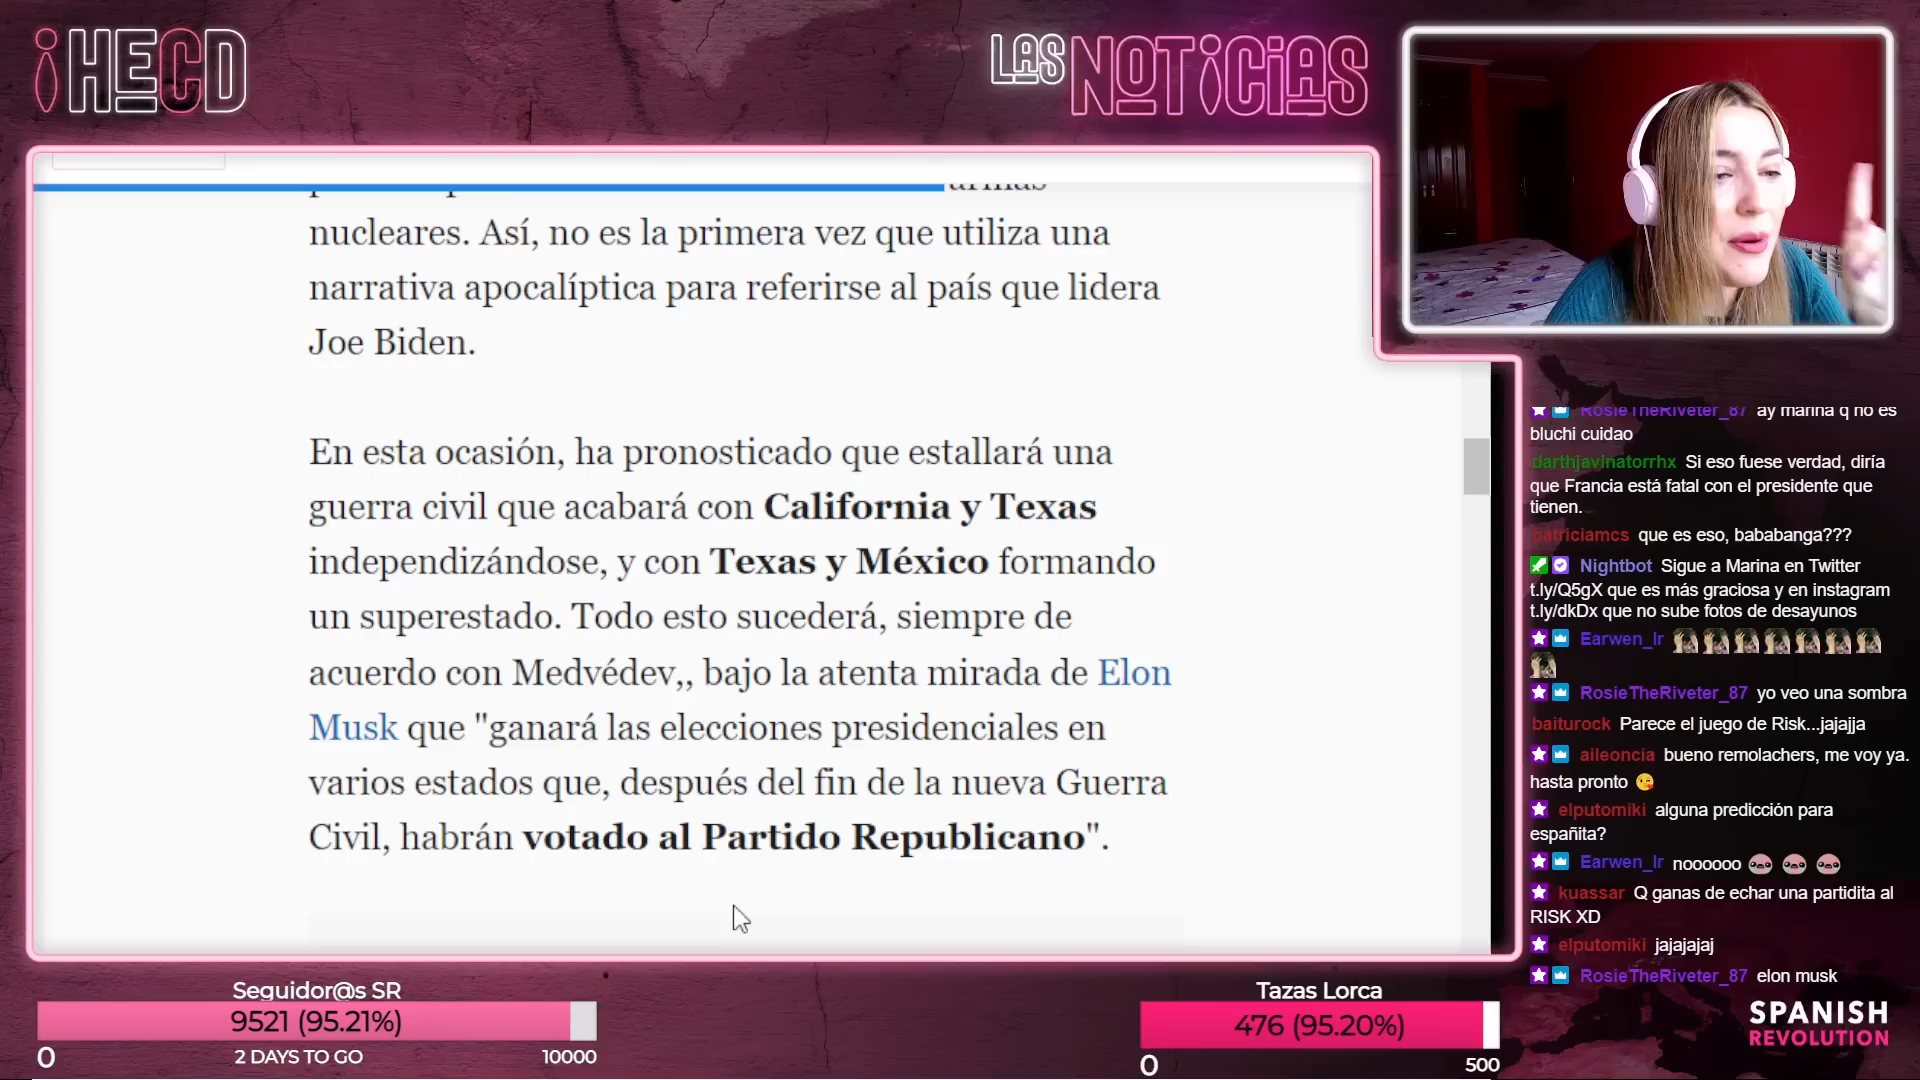 ¡HECD
LAS NOTICIAS
armas
nucleares. Así, no es la primera vez que utiliza una
narrativa apocalíptica para referirse al país que lidera
Joe Biden.
En esta ocasión, ha pronosticado que estallará una
guerra civil que acabará con California y Texas
independizándose, y con Texas y México formando
un superestado. Todo esto sucederá, siempre de
acuerdo con Medvédev,, bajo la atenta mirada de Elon
Musk que "ganará las elecciones presidenciales en
varios estados que, después del fin de la nueva Guerra
Civil, habrán votado al Partido Republicano".
RosieTheRiveter_87 ay marina q no es
bluchi cuidao
darthjavinatorrhx Si eso fuese verdad, diría
que Francia está fatal con el presidente que
tienen.
patriciamcs que es eso, bababanga???
Nightbot Sigue a Marina en Twitter
t.ly/Q5gX que es más graciosa y en instagram
t.ly/dkDx que no sube fotos de desayunos
Earwen_lr
RosieTheRiveter_87 yo veo una sombra
baiturock Parece el juego de Risk...jajajja
aileoncia bueno remolachers, me voy ya.
hasta pronto 😘
elputomiki alguna predicción para
españita?
Earwen_lr noooooo
kuassar Q ganas de echar una partidita al
RISK XD
elputomiki jajajajaj
RosieTheRiveter_87 elon musk
Seguidor@s SR
9521 (95.21%)
0 2 DAYS TO GO 10000
Tazas Lorca
476 (95.20%)
0 500
SPANISH
REVOLUTION